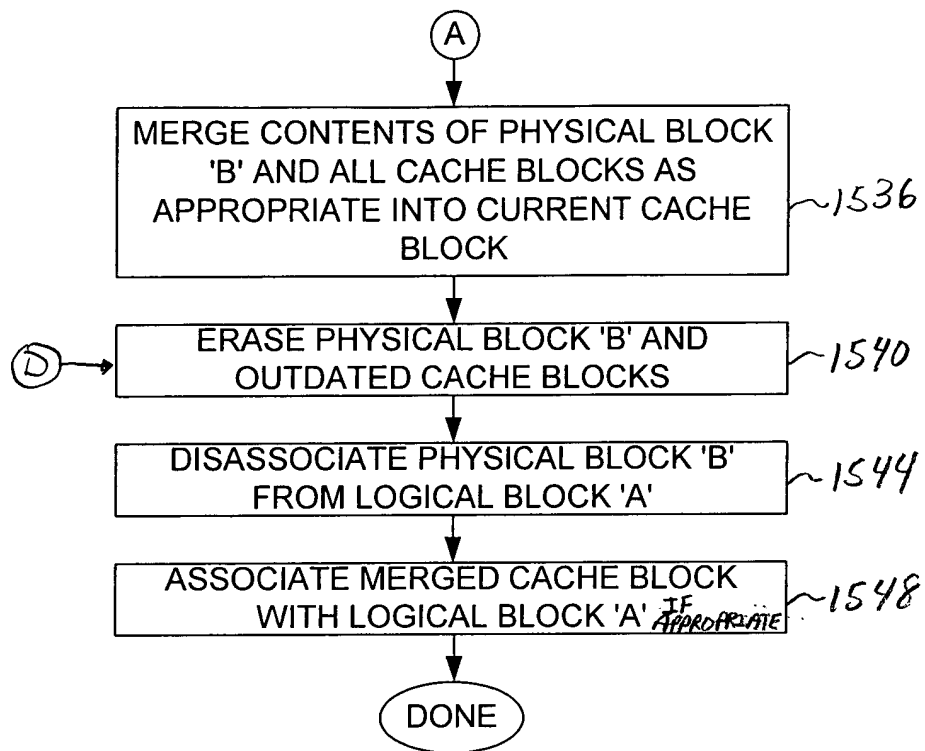 A
MERGE CONTENTS OF PHYSICAL BLOCK
'B' AND ALL CACHE BLOCKS AS
APPROPRIATE INTO CURRENT CACHE
BLOCK
1536
D
ERASE PHYSICAL BLOCK 'B' AND
OUTDATED CACHE BLOCKS
1540
DISASSOCIATE PHYSICAL BLOCK 'B'
FROM LOGICAL BLOCK 'A'
1544
ASSOCIATE MERGED CACHE BLOCK
WITH LOGICAL BLOCK 'A' IF
APPROPRIATE
1548
DONE